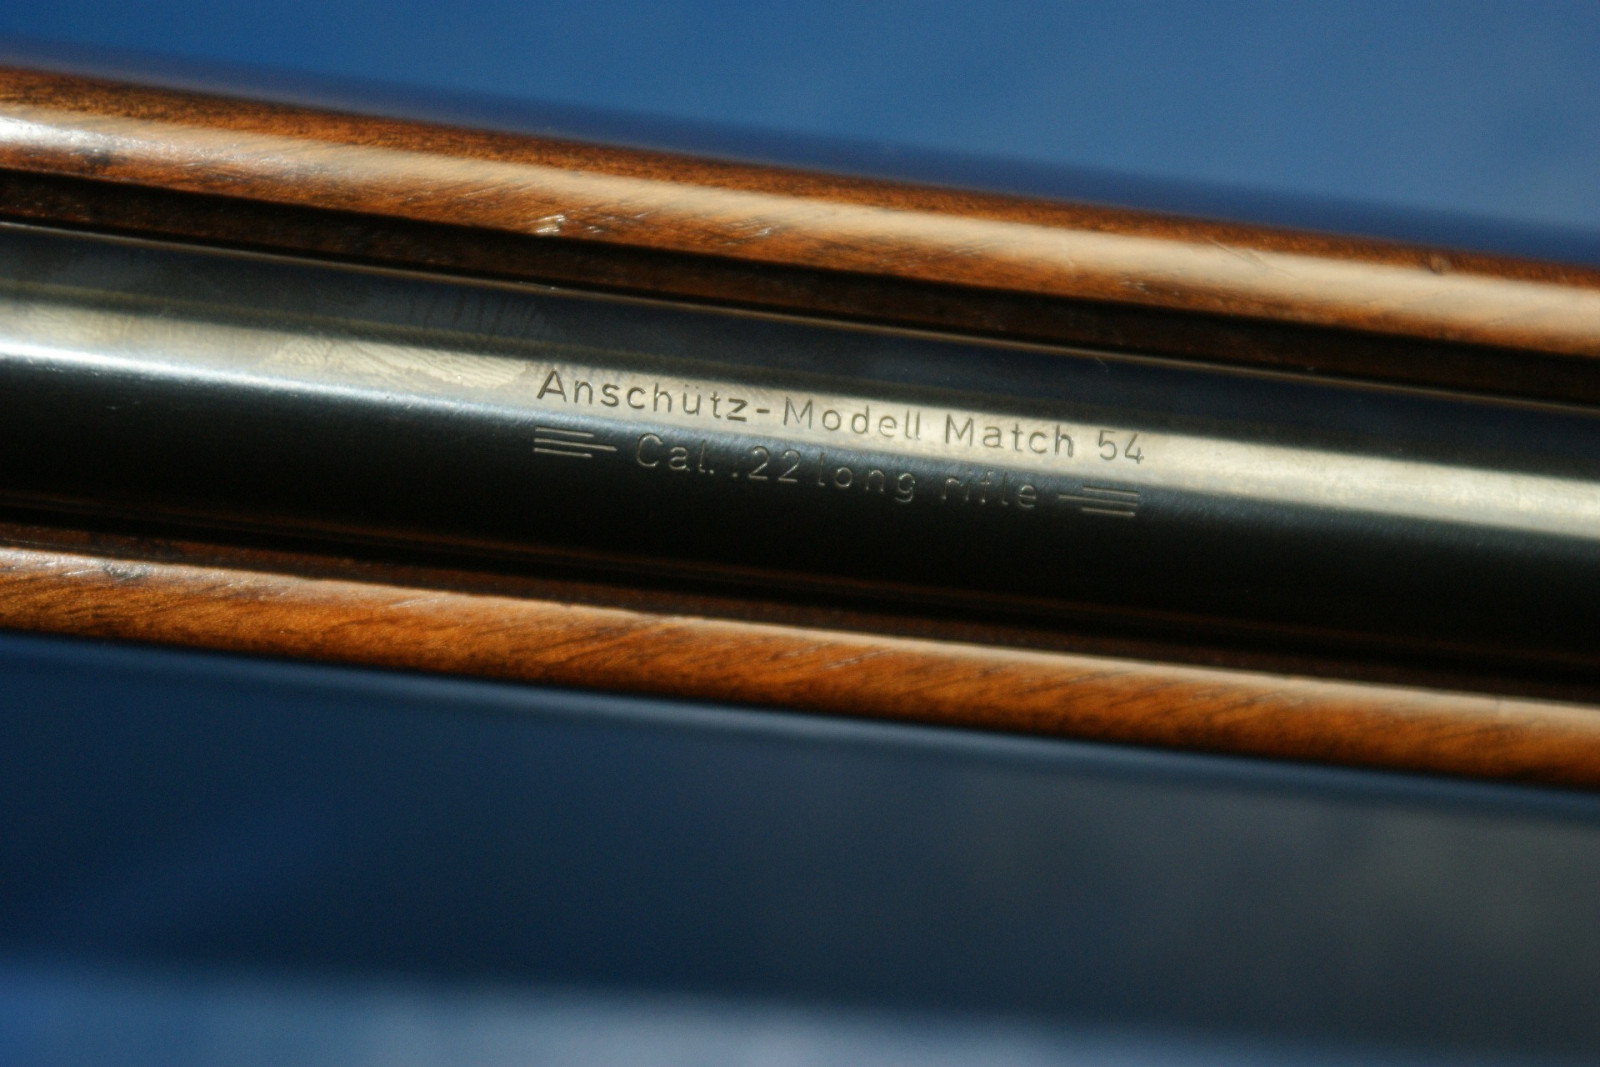 Anschütz-Modell Match 54
Cal. .22 long rifle